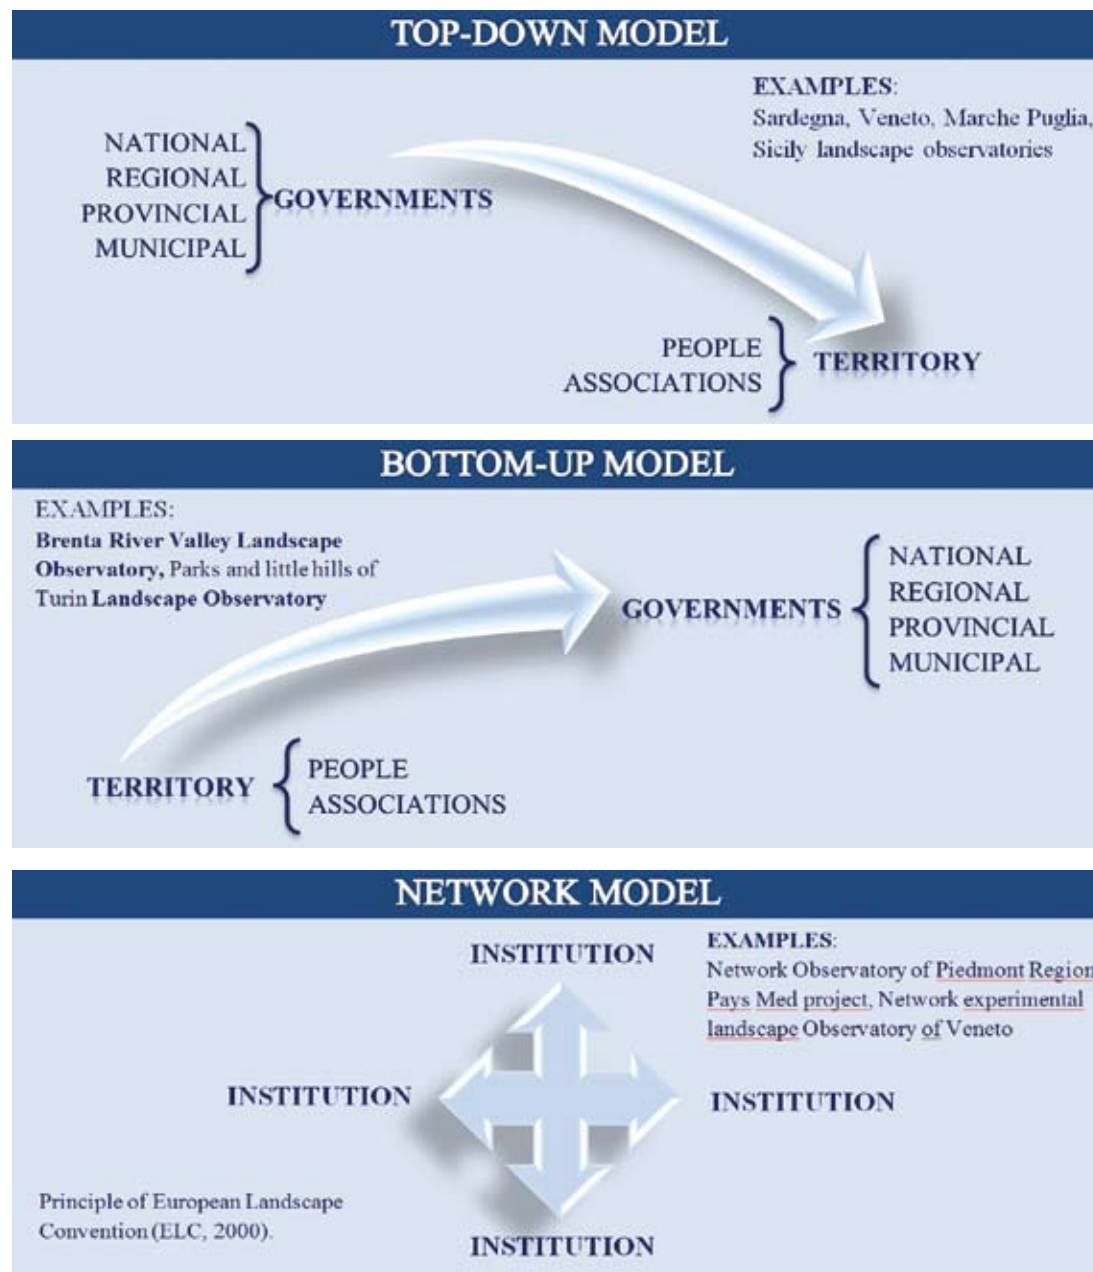 TOP-DOWN MODEL
EXAMPLES:
Sardegna, Veneto, Marche Puglia,
Sicily landscape observatories
NATIONAL
REGIONAL
PROVINCIAL
MUNICIPAL
GOVERNMENTS
PEOPLE
ASSOCIATIONS
TERRITORY
BOTTOM-UP MODEL
EXAMPLES:
Brenta River Valley Landscape
Observatory, Parks and little hills of
Turin Landscape Observatory
GOVERNMENTS
NATIONAL
REGIONAL
PROVINCIAL
MUNICIPAL
TERRITORY
PEOPLE
ASSOCIATIONS
NETWORK MODEL
INSTITUTION
EXAMPLES:
Network Observatory of Piedmont Region
Pays Med project, Network experimental
landscape Observatory of Veneto
INSTITUTION
INSTITUTION
Principle of European Landscape
Convention (ELC, 2000).
INSTITUTION